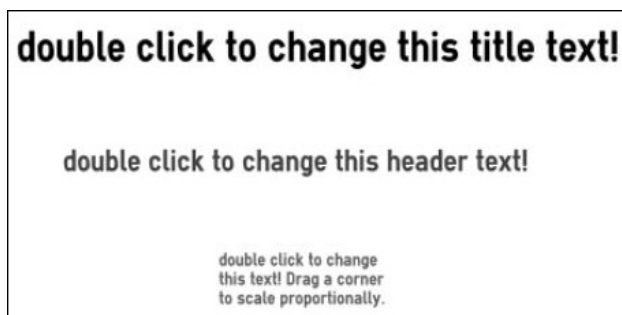 double click to change this title text!
double click to change this header text!
double click to change
this text! Drag a corner
to scale proportionally.